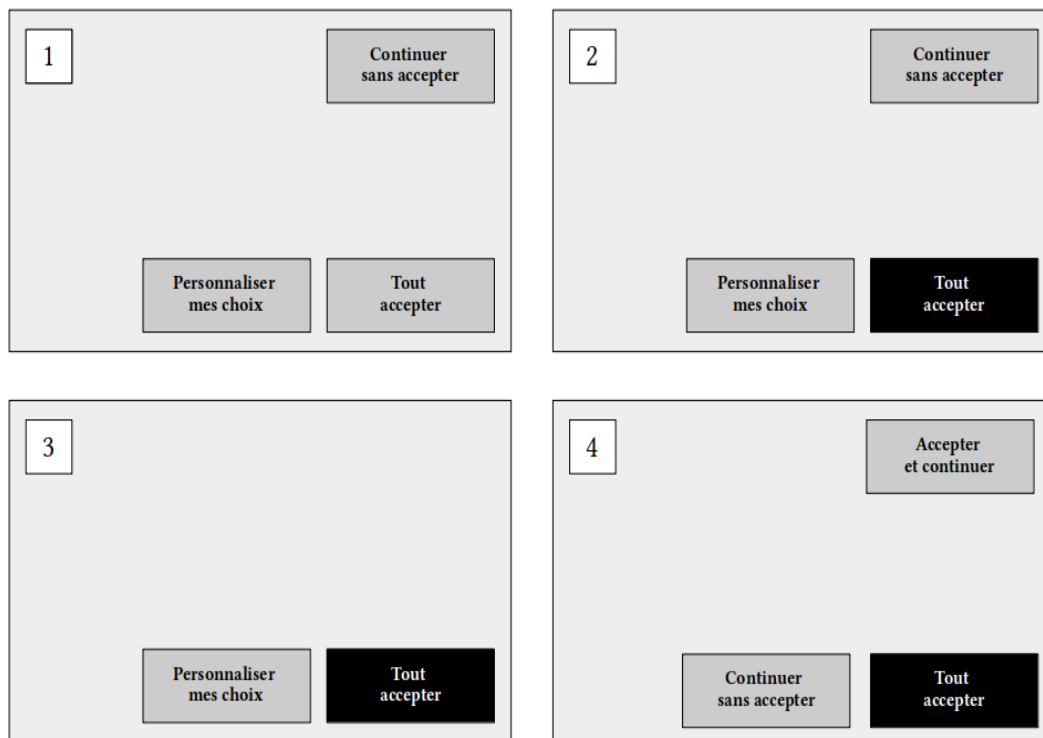 1
Continuer
sans accepter
Personnaliser
mes choix
Tout
accepter
2
Continuer
sans accepter
Personnaliser
mes choix
Tout
accepter
3
Personnaliser
mes choix
Tout
accepter
4
Accepter
et continuer
Continuer
sans accepter
Tout
accepter